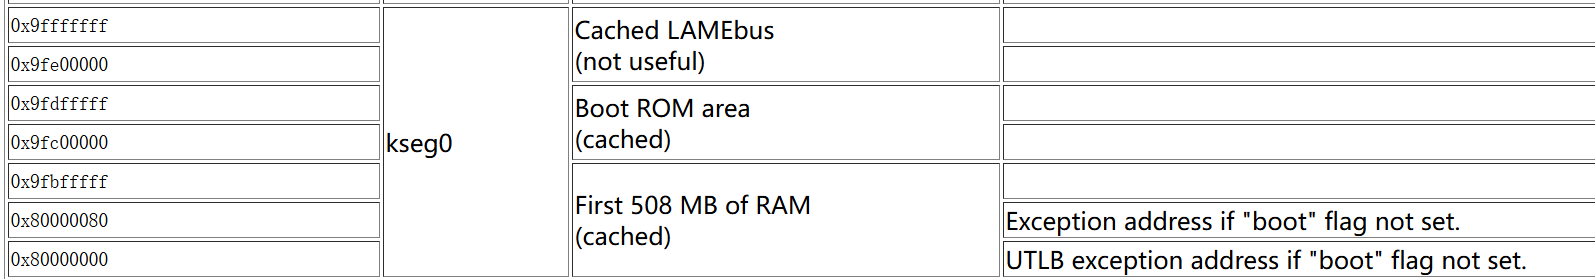 0x9fffffff
Cached LAMEbus
(not useful)
0x9fe00000
0x9fdfffff
Boot ROM area
(cached)
0x9fc00000
kseg0
0x9fbfffff
First 508 MB of RAM
(cached)
0x80000080
Exception address if "boot" flag not set.
0x80000000
UTLB exception address if "boot" flag not set.